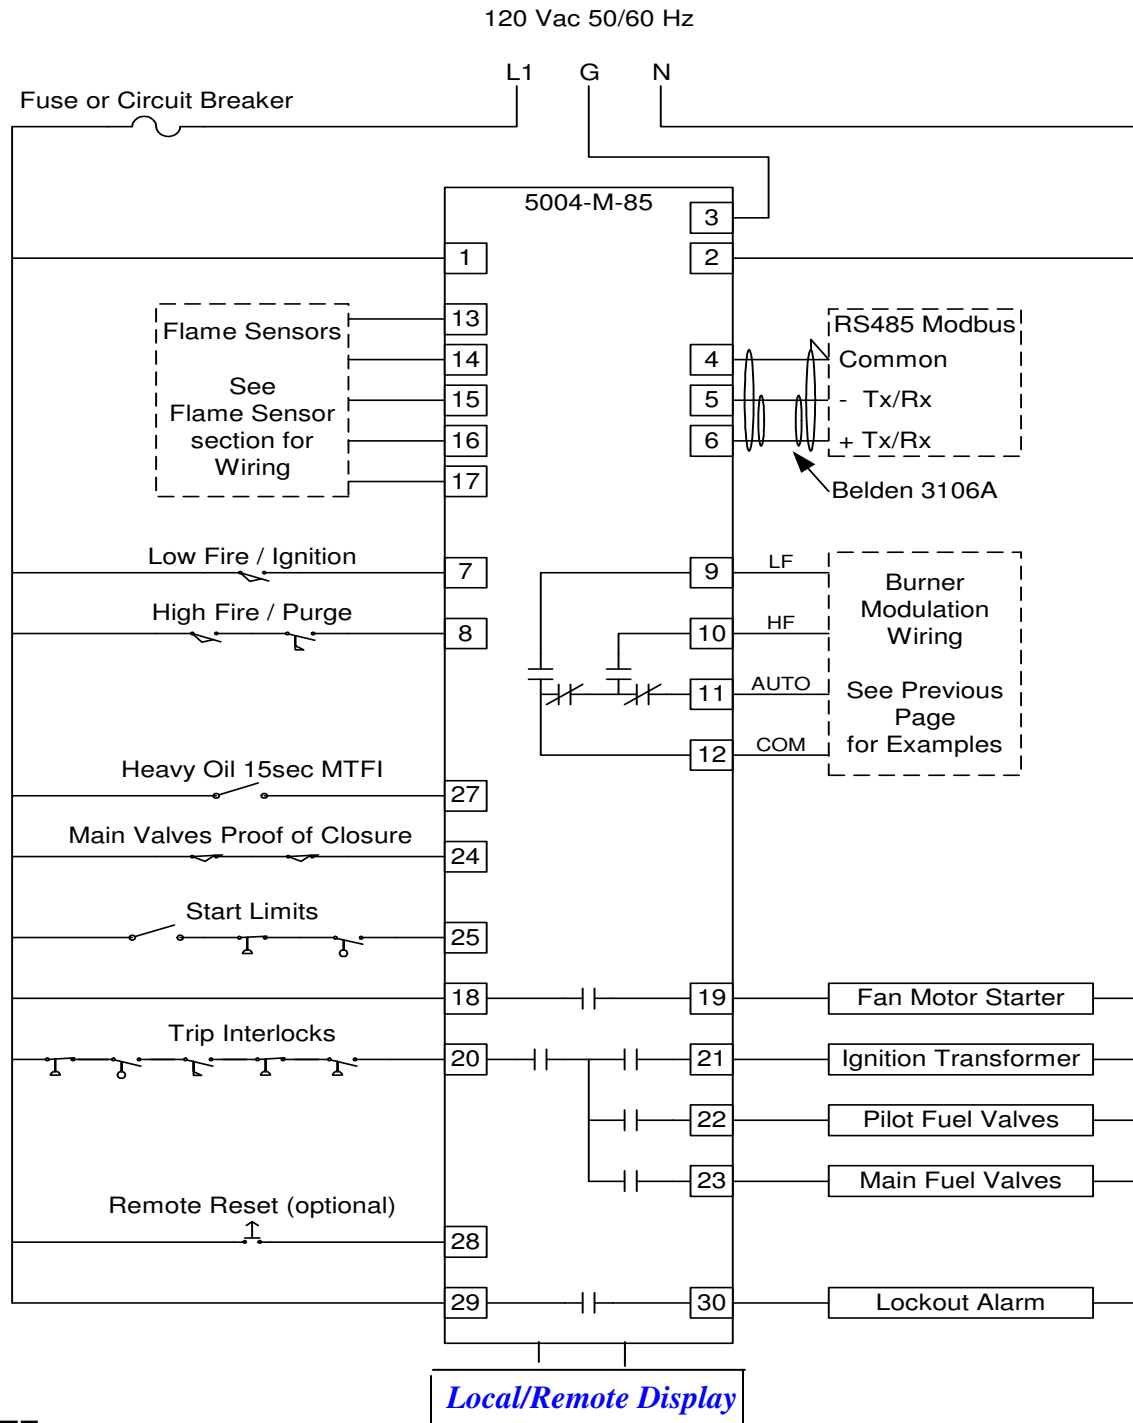 120 Vac 50/60 Hz
L1 G N
Fuse or Circuit Breaker
5004-M-85
3
1
2
Flame Sensors
See
Flame Sensor
section for
Wiring
13
14
15
16
17
4
5
6
RS485 Modbus
Common
- Tx/Rx
+ Tx/Rx
Belden 3106A
Low Fire / Ignition
7
High Fire / Purge
8
9
LF
10
HF
11
AUTO
12
COM
Burner
Modulation
Wiring
See Previous
Page
for Examples
Heavy Oil 15sec MTFI
27
Main Valves Proof of Closure
24
Start Limits
25
18
19
Fan Motor Starter
Trip Interlocks
20
21
Ignition Transformer
22
Pilot Fuel Valves
23
Main Fuel Valves
Remote Reset (optional)
28
29
30
Lockout Alarm
Local/Remote Display